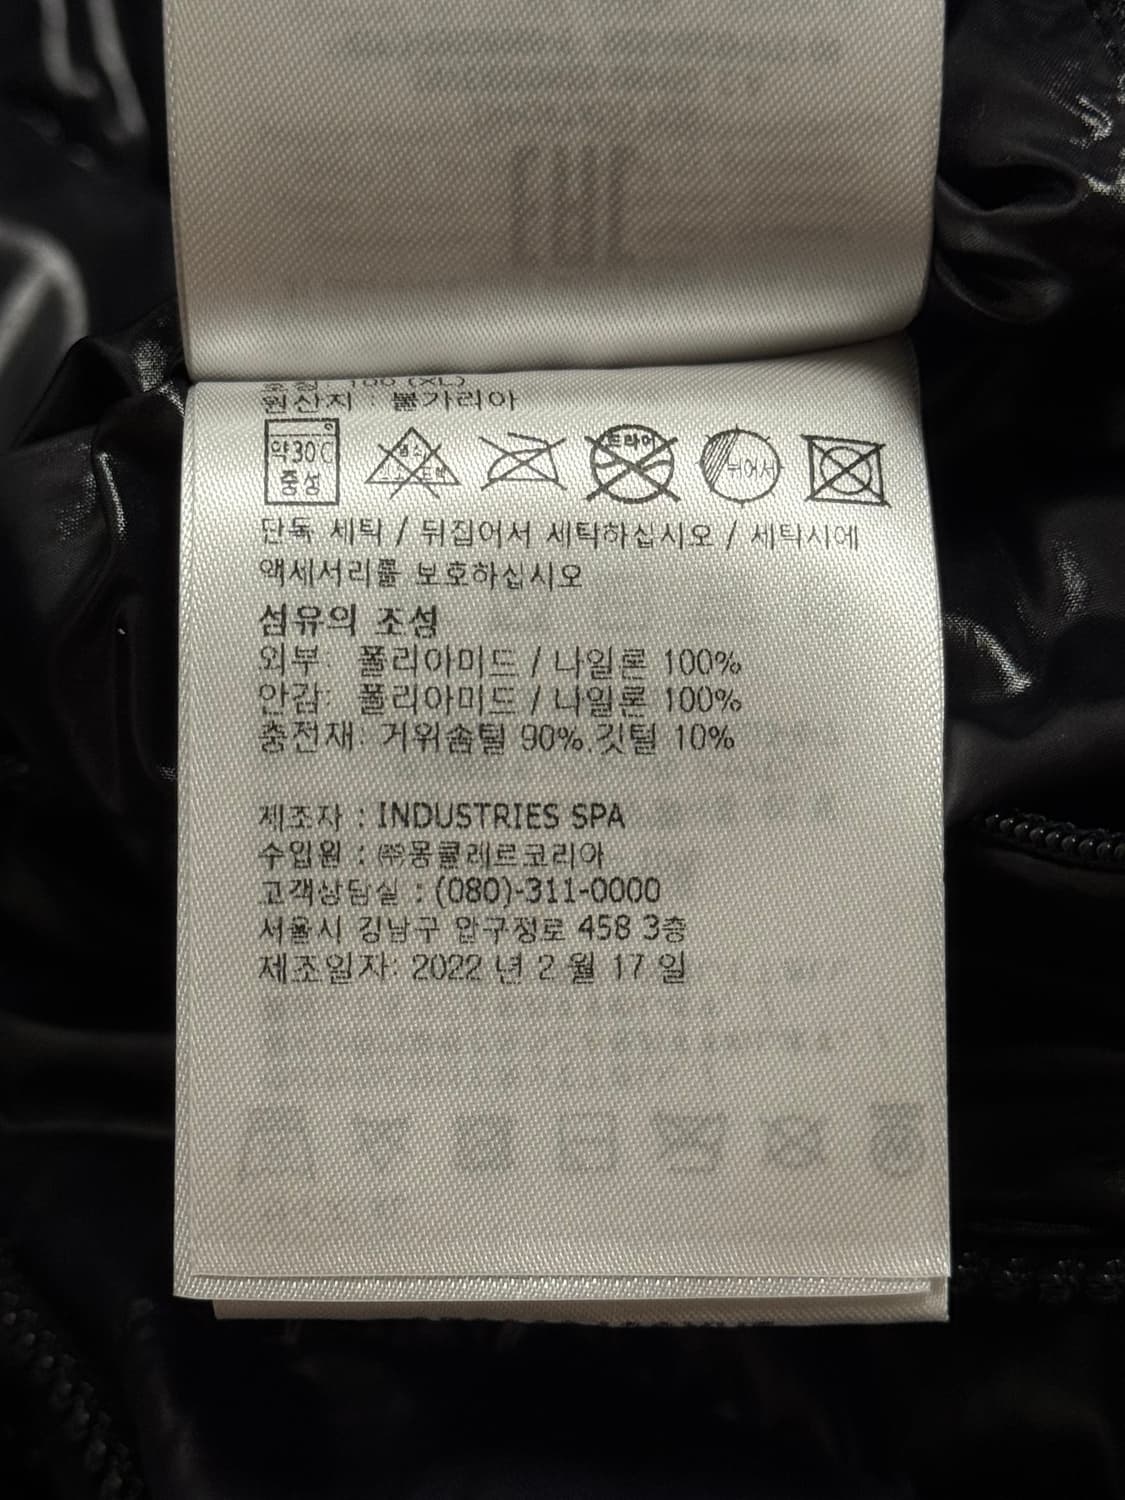 호칭: 100 (XL)
원산지 : 불가리아
약30℃
중성
드라이
뉘어서
단독 세탁 / 뒤집어서 세탁하십시오 / 세탁시에
액세서리를 보호하십시오
섬유의 조성
외부: 폴리아미드 / 나일론 100%
안감: 폴리아미드 / 나일론 100%
충전재: 거위솜털 90%.깃털 10%
제조자 : INDUSTRIES SPA
수입원 : ㈜몽클레르코리아
고객상담실 : (080)-311-0000
서울시 강남구 압구정로 458 3층
제조일자: 2022 년 2 월 17 일